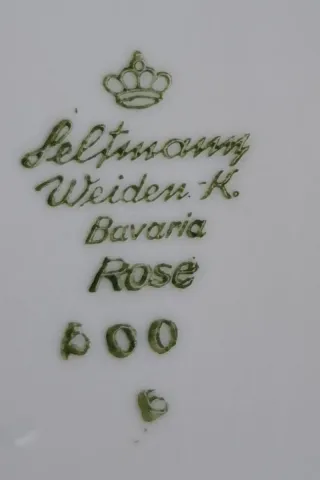 Seltmann
Weiden-K.
Bavaria
Rose
600
6